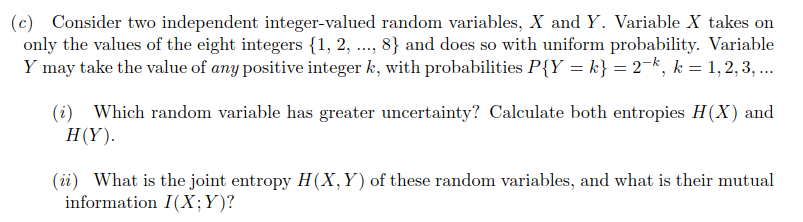 (c) Consider two independent integer-valued random variables, X and Y. Variable X takes on
only the values of the eight integers {1, 2, ..., 8} and does so with uniform probability. Variable
Y may take the value of any positive integer k, with probabilities P{Y = k} = 2^{-k}, k = 1, 2, 3, ...
(i) Which random variable has greater uncertainty? Calculate both entropies H(X) and
H(Y).
(ii) What is the joint entropy H(X, Y) of these random variables, and what is their mutual
information I(X; Y)?